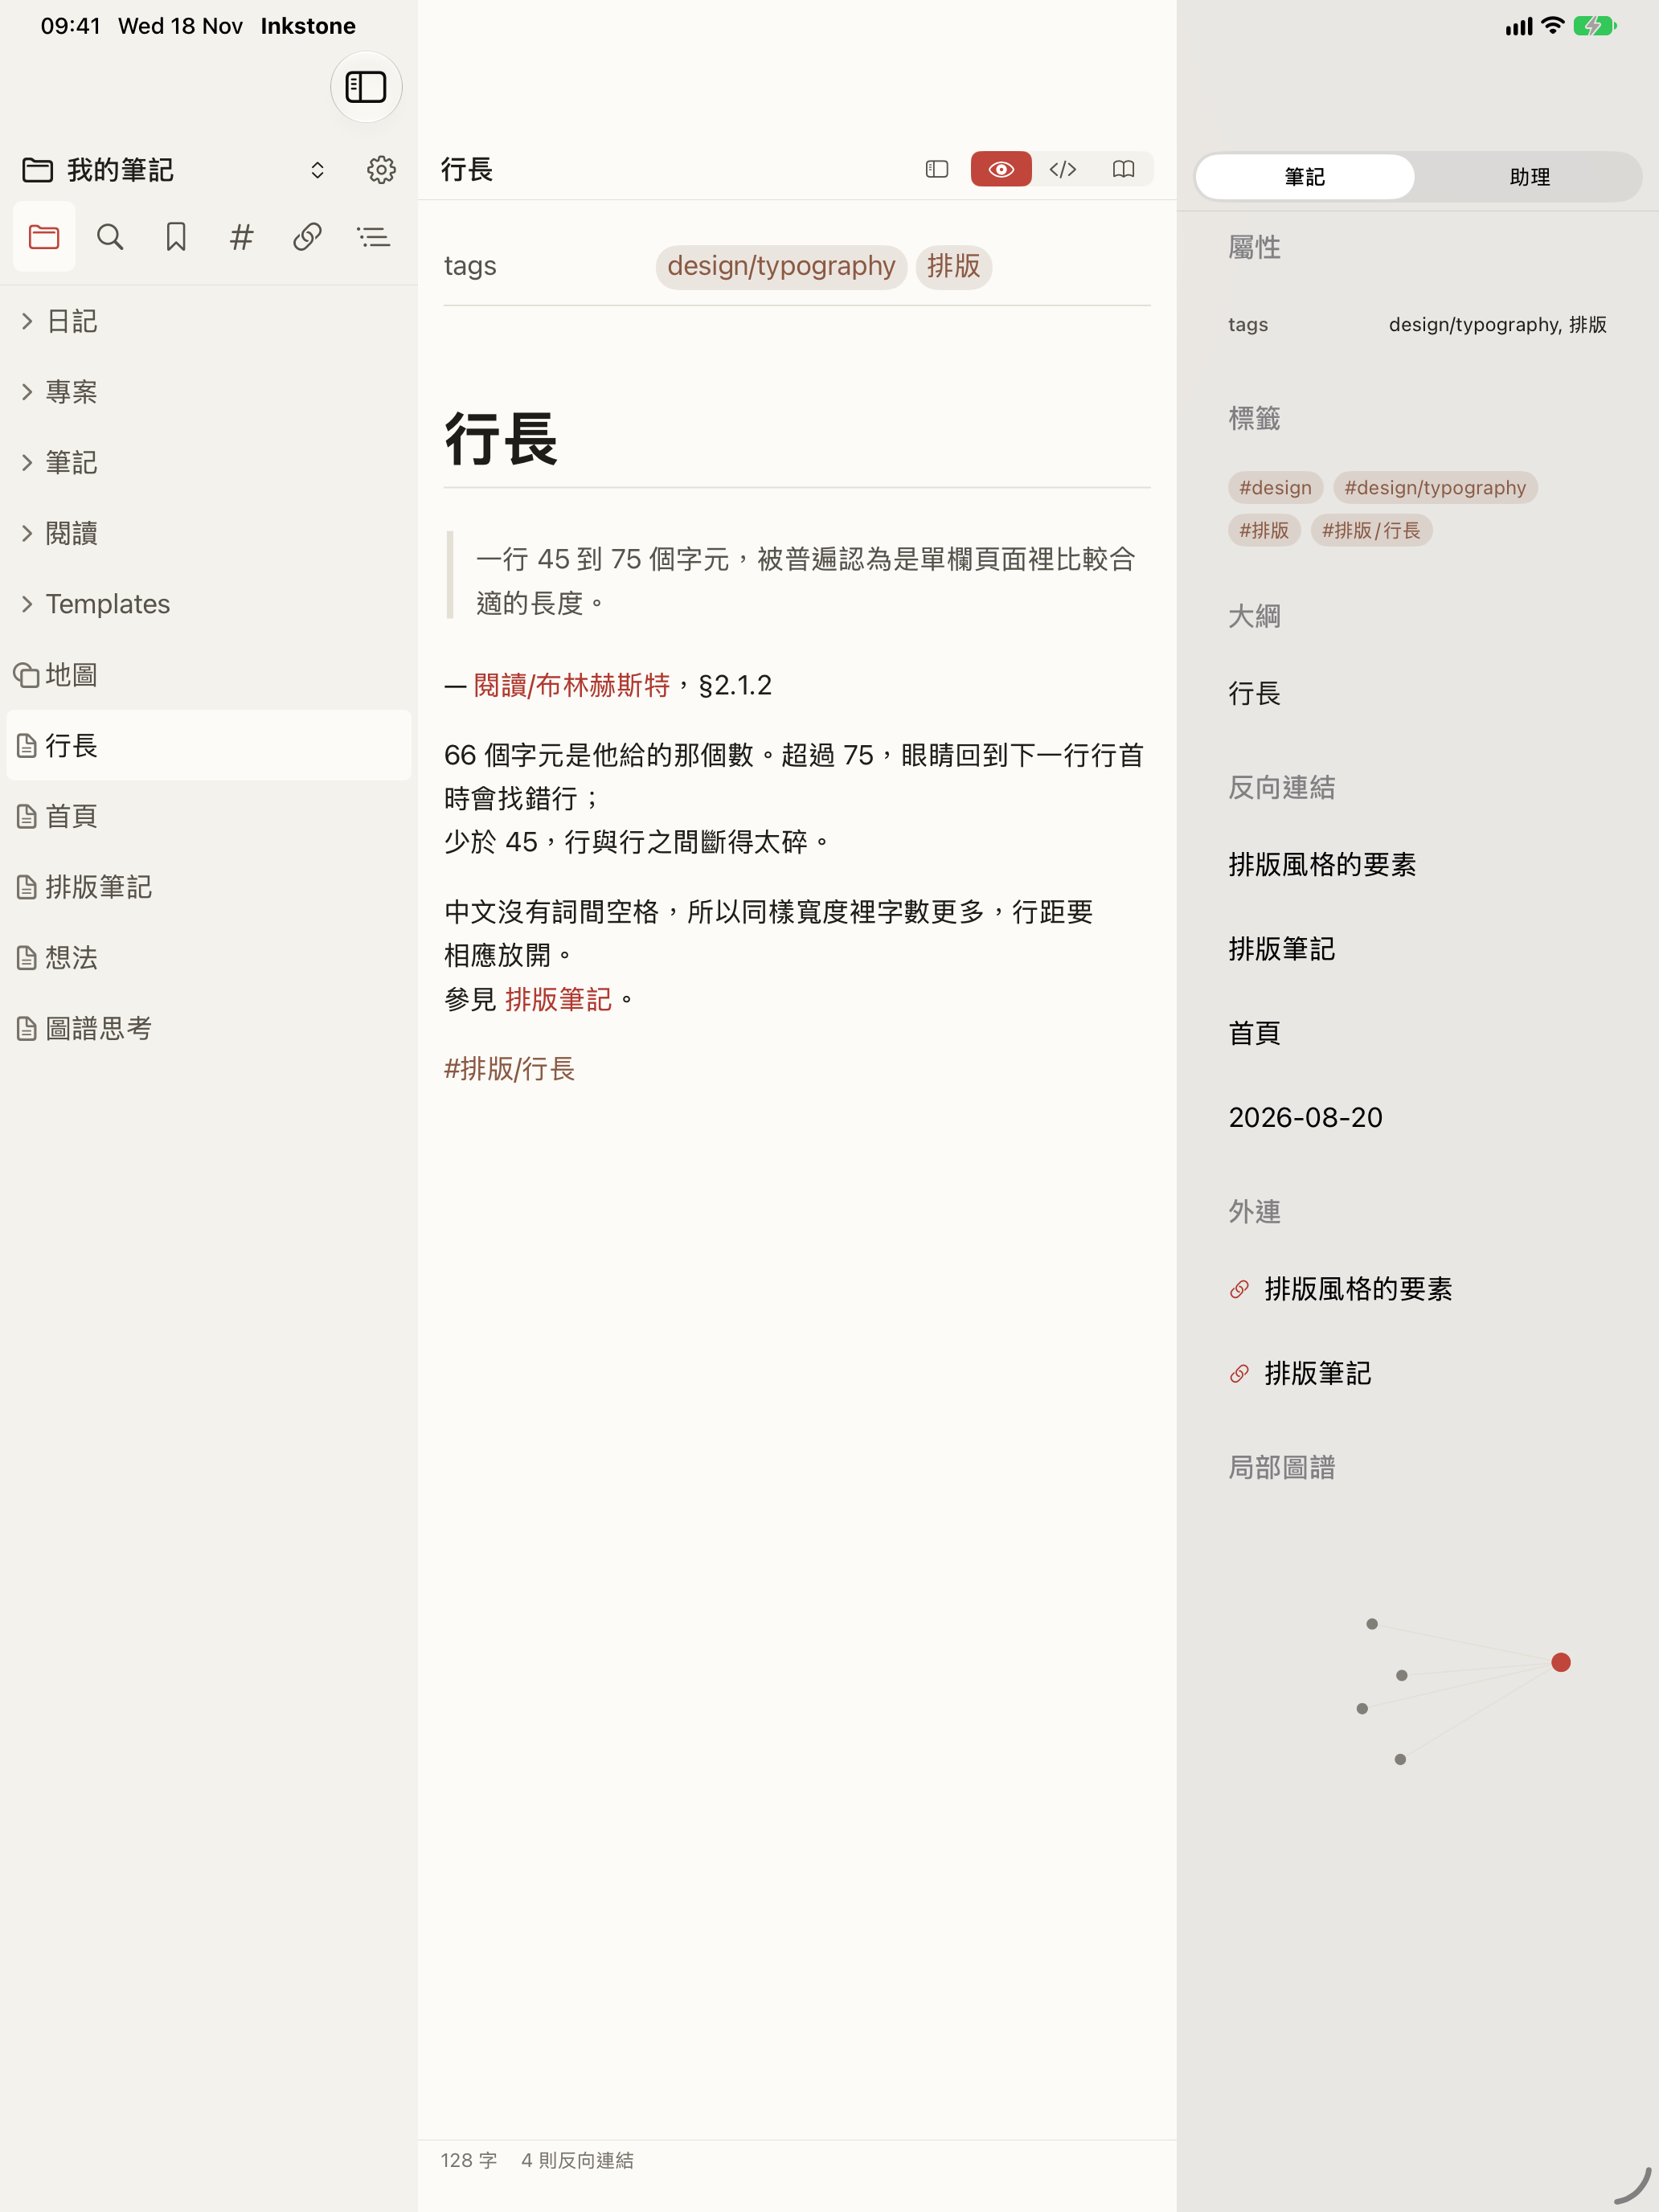 09:41 Wed 18 Nov Inkstone
我的筆記
日記
專案
筆記
閱讀
Templates
地圖
行長
首頁
排版筆記
想法
圖譜思考
行長
tags design/typography 排版
行長
一行 45 到 75 個字元，被普遍認為是單欄頁面裡比較合
適的長度。
— 閱讀/布林赫斯特，§2.1.2
66 個字元是他給的那個數。超過 75，眼睛回到下一行行首
時會找錯行；
少於 45，行與行之間斷得太碎。
中文沒有詞間空格，所以同樣寬度裡字數更多，行距要
相應放開。
參見 排版筆記。
#排版/行長
128 字 4 則反向連結
筆記 助理
屬性
tags design/typography, 排版
標籤
#design #design/typography
#排版 #排版/行長
大綱
行長
反向連結
排版風格的要素
排版筆記
首頁
2026-08-20
外連
排版風格的要素
排版筆記
局部圖譜